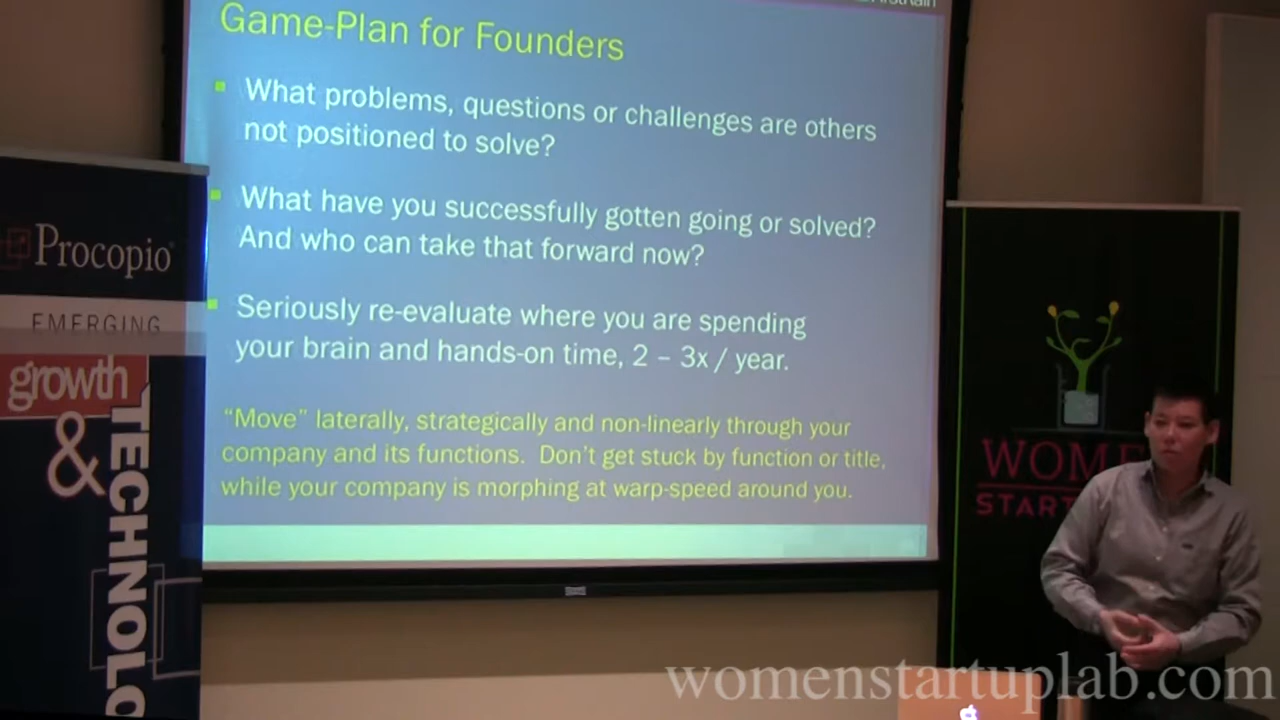 Game-Plan for Founders
What problems, questions or challenges are others
not positioned to solve?
What have you successfully gotten going or solved?
And who can take that forward now?
Seriously re-evaluate where you are spending
your brain and hands-on time, 2 – 3x / year.
“Move” laterally, strategically and non-linearly through your
company and its functions. Don't get stuck by function or title,
while your company is morphing at warp-speed around you.
Procopio®
EMERGING
growth
&
TECHNOLO
WOME
START
womenstartuplab.com